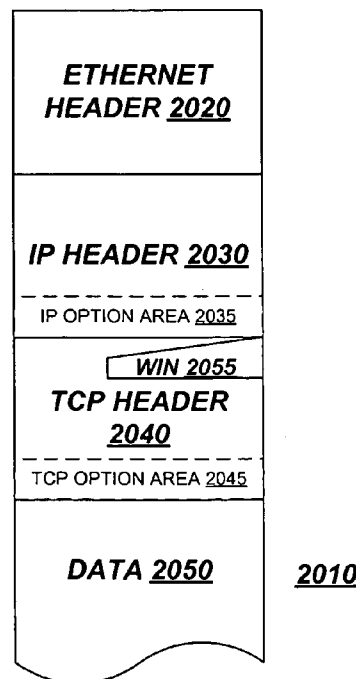 ETHERNET
HEADER 2020
IP HEADER 2030
IP OPTION AREA 2035
WIN 2055
TCP HEADER
2040
TCP OPTION AREA 2045
DATA 2050
2010